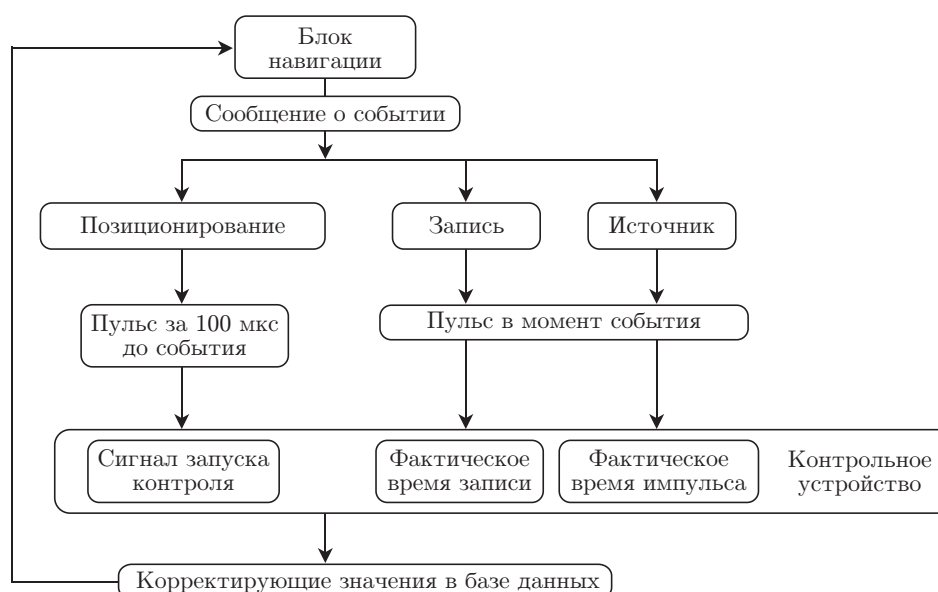 Блок
навигации
Сообщение о событии
Позиционирование
Запись
Источник
Пульс за 100 мкс
до события
Пульс в момент события
Сигнал запуска
контроля
Фактическое
время записи
Фактическое
время импульса
Контрольное
устройство
Корректирующие значения в базе данных